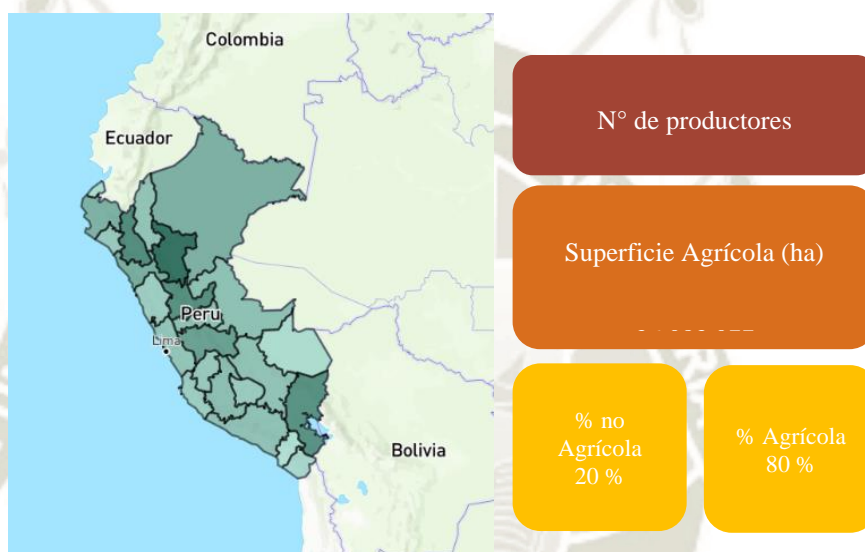 Colombia
Ecuador
Peru
Lima
Bolivia
N° de productores
Superficie Agrícola (ha)
% no
Agrícola
20 %
% Agrícola
80 %